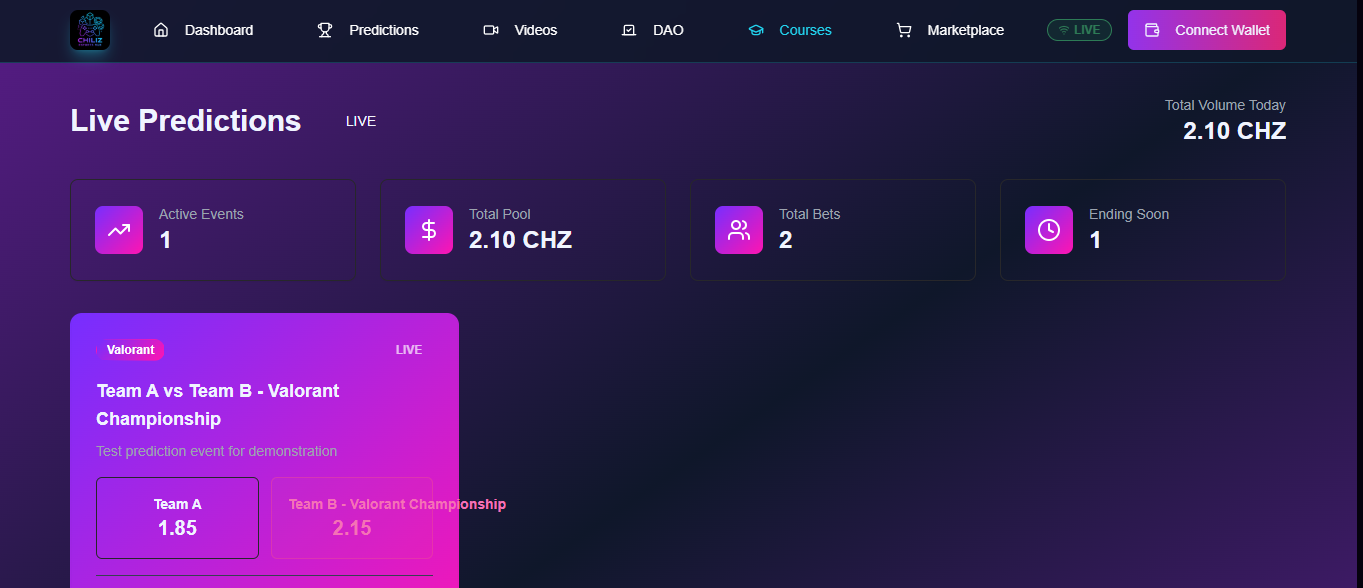 CHILIZ
Dashboard
Predictions
Videos
DAO
Courses
Marketplace
LIVE
Connect Wallet
Live Predictions
LIVE
Total Volume Today
2.10 CHZ
Active Events
1
Total Pool
2.10 CHZ
Total Bets
2
Ending Soon
1
Valorant
LIVE
Team A vs Team B - Valorant
Championship
Test prediction event for demonstration
Team A
1.85
Team B - Valorant Championship
2.15